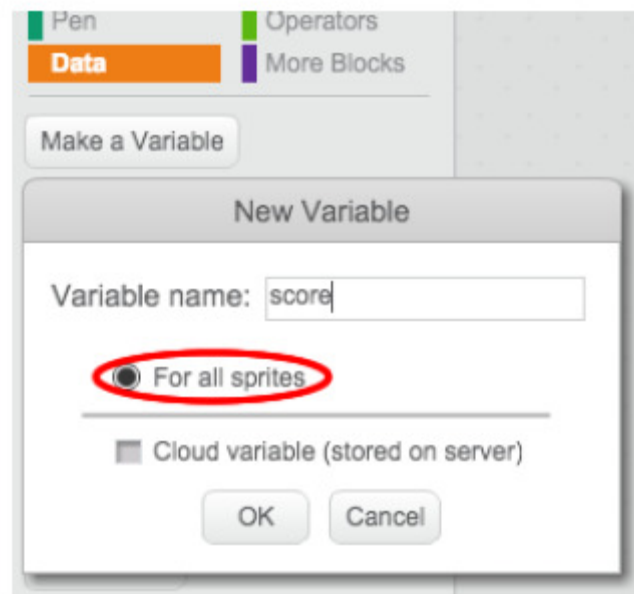 Pen Operators
Data More Blocks
Make a Variable
New Variable
Variable name: score
For all sprites
Cloud variable (stored on server)
OK Cancel